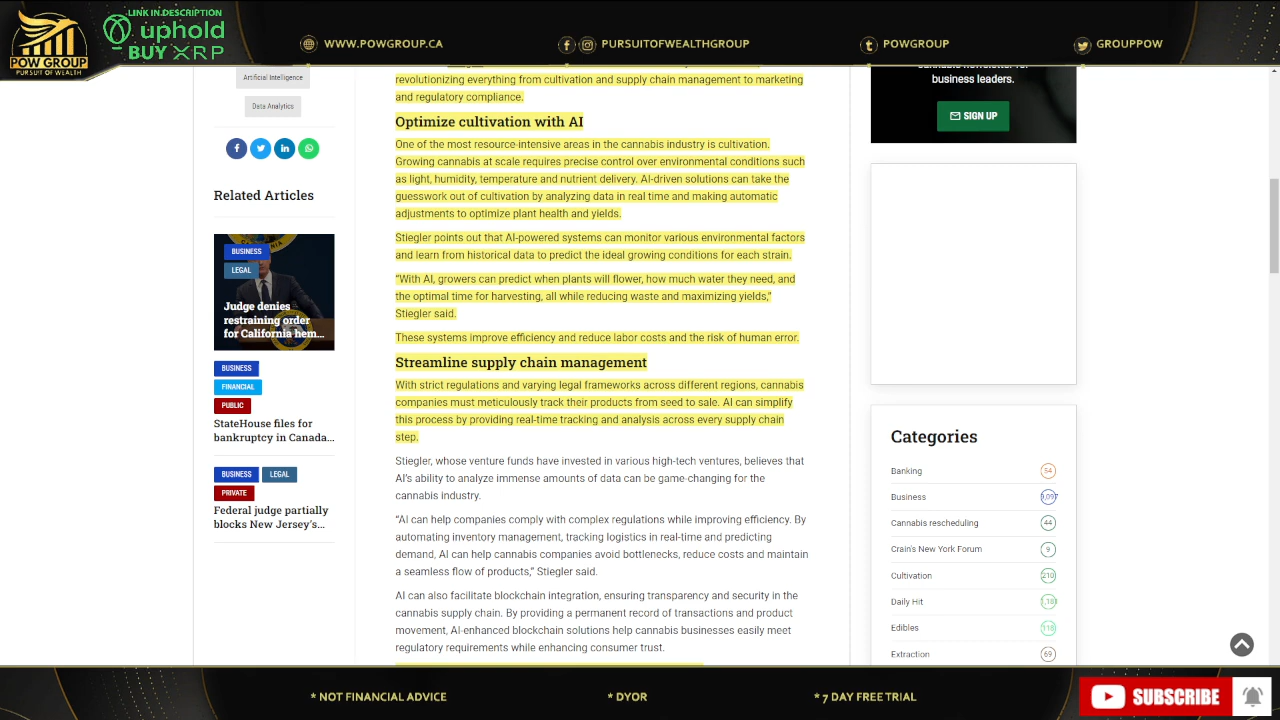 LINK IN DESCRIPTION
uphold
BUY XRP
POW GROUP
PURSUIT OF WEALTH
WWW.POWGROUP.CA
PURSUITOFWEALTHGROUP
POWGROUP
GROUPPOW
Artificial Intelligence
Data Analytics
Related Articles
BUSINESS
LEGAL
Judge denies
restraining order
for California hem...
BUSINESS
FINANCIAL
PUBLIC
StateHouse files for
bankruptcy in Canada...
BUSINESS
LEGAL
PRIVATE
Federal judge partially
blocks New Jersey's...
revolutionizing everything from cultivation and supply chain management to marketing
and regulatory compliance.
Optimize cultivation with AI
One of the most resource-intensive areas in the cannabis industry is cultivation.
Growing cannabis at scale requires precise control over environmental conditions such
as light, humidity, temperature and nutrient delivery. AI-driven solutions can take the
guesswork out of cultivation by analyzing data in real time and making automatic
adjustments to optimize plant health and yields.
Stiegler points out that AI-powered systems can monitor various environmental factors
and learn from historical data to predict the ideal growing conditions for each strain.
“With AI, growers can predict when plants will flower, how much water they need, and
the optimal time for harvesting, all while reducing waste and maximizing yields,”
Stiegler said.
These systems improve efficiency and reduce labor costs and the risk of human error.
Streamline supply chain management
With strict regulations and varying legal frameworks across different regions, cannabis
companies must meticulously track their products from seed to sale. AI can simplify
this process by providing real-time tracking and analysis across every supply chain
step.
Stiegler, whose venture funds have invested in various high-tech ventures, believes that
AI's ability to analyze immense amounts of data can be game-changing for the
cannabis industry.
“AI can help companies comply with complex regulations while improving efficiency. By
automating inventory management, tracking logistics in real-time and predicting
demand, AI can help cannabis companies avoid bottlenecks, reduce costs and maintain
a seamless flow of products,” Stiegler said.
AI can also facilitate blockchain integration, ensuring transparency and security in the
cannabis supply chain. By providing a permanent record of transactions and product
movement, AI-enhanced blockchain solutions help cannabis businesses easily meet
regulatory requirements while enhancing consumer trust.
business leaders.
SIGN UP
Categories
Banking 54
Business
Cannabis rescheduling 44
Crain's New York Forum 9
Cultivation 210
Daily Hit
Edibles 118
Extraction 69
* NOT FINANCIAL ADVICE
* DYOR
* 7 DAY FREE TRIAL
SUBSCRIBE